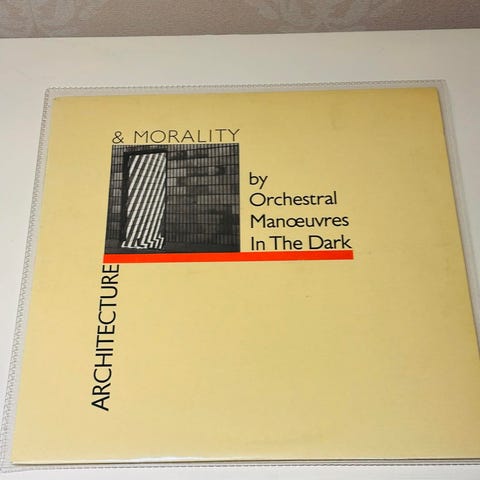 ARCHITECTURE
& MORALITY
by
Orchestral
Manœuvres
In The Dark